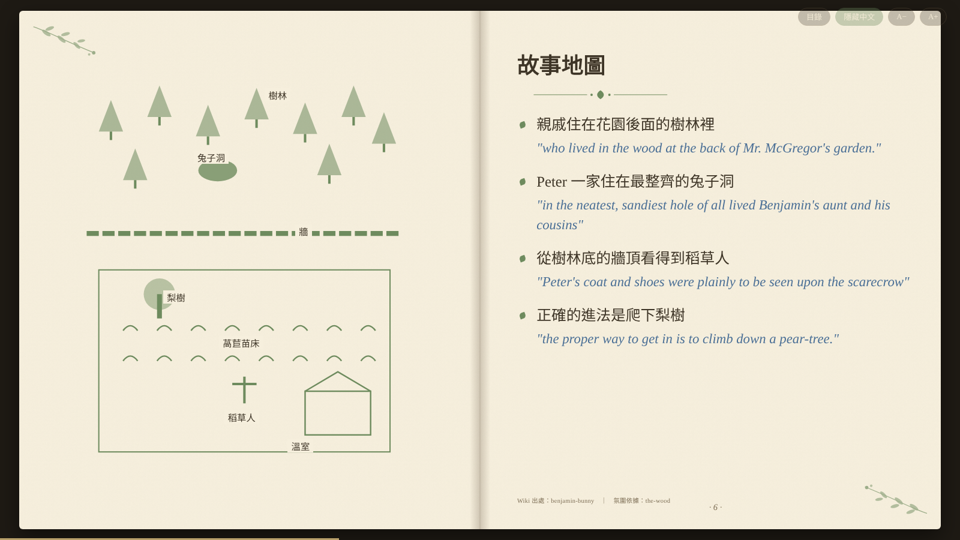 目錄
隱藏中文
A−
A+
樹林
兔子洞
牆
梨樹
萵苣苗床
稻草人
溫室
故事地圖
親戚住在花園後面的樹林裡
"who lived in the wood at the back of Mr. McGregor's garden."
Peter 一家住在最整齊的兔子洞
"in the neatest, sandiest hole of all lived Benjamin's aunt and his
cousins"
從樹林底的牆頂看得到稻草人
"Peter's coat and shoes were plainly to be seen upon the scarecrow"
正確的進法是爬下梨樹
"the proper way to get in is to climb down a pear-tree."
Wiki 出處：benjamin-bunny ｜ 氛圍依據：the-wood
· 6 ·